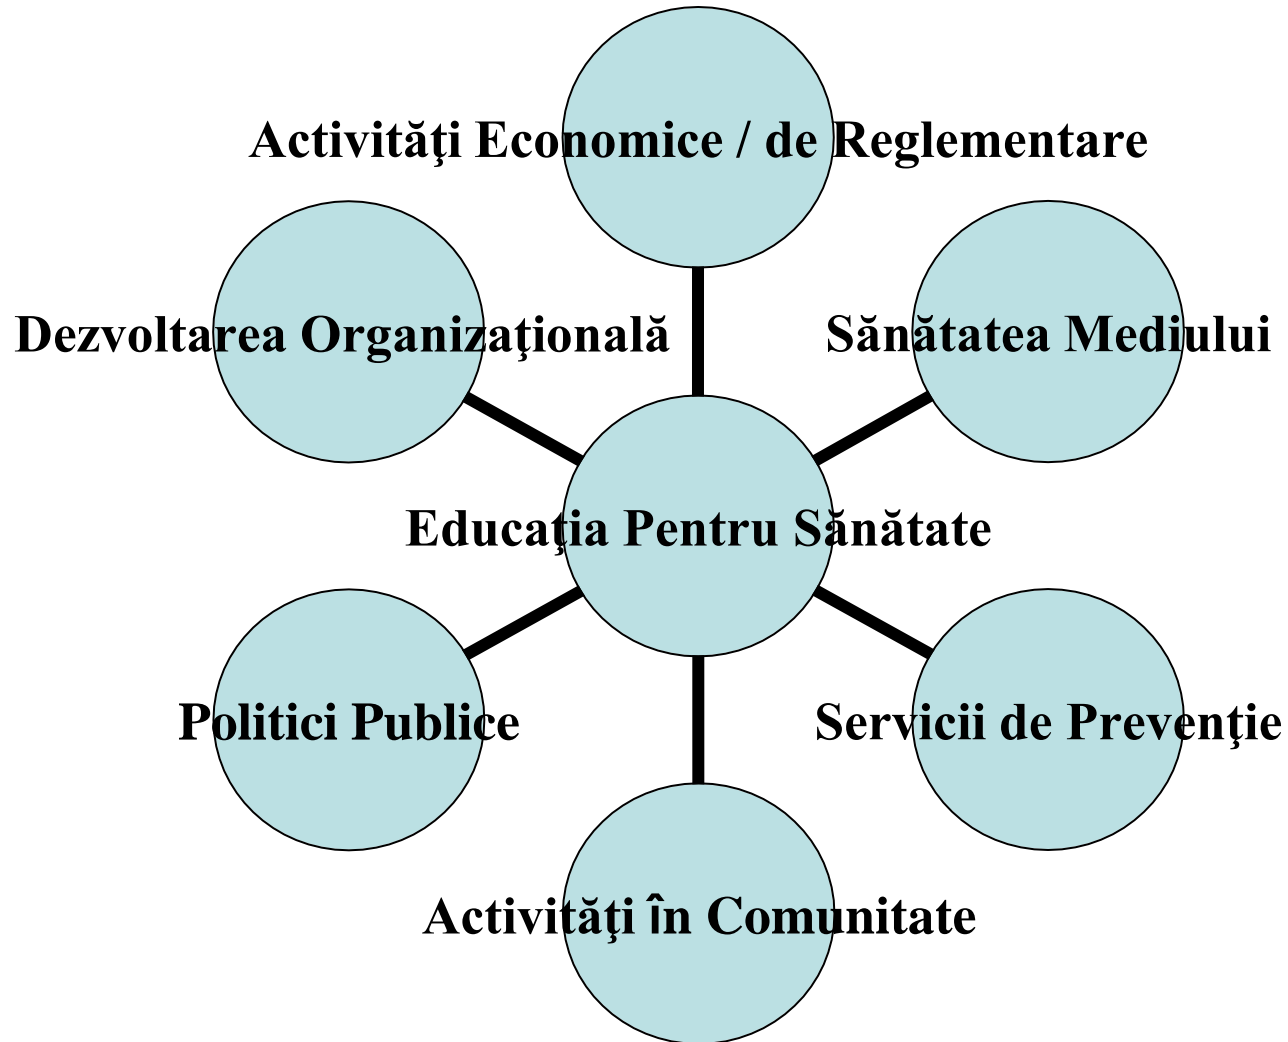 Activităţi Economice / de Reglementare
Dezvoltarea Organizaţională
Sănătatea Mediului
Educaţia Pentru Sănătate
Politici Publice
Servicii de Prevenţie
Activităţi în Comunitate